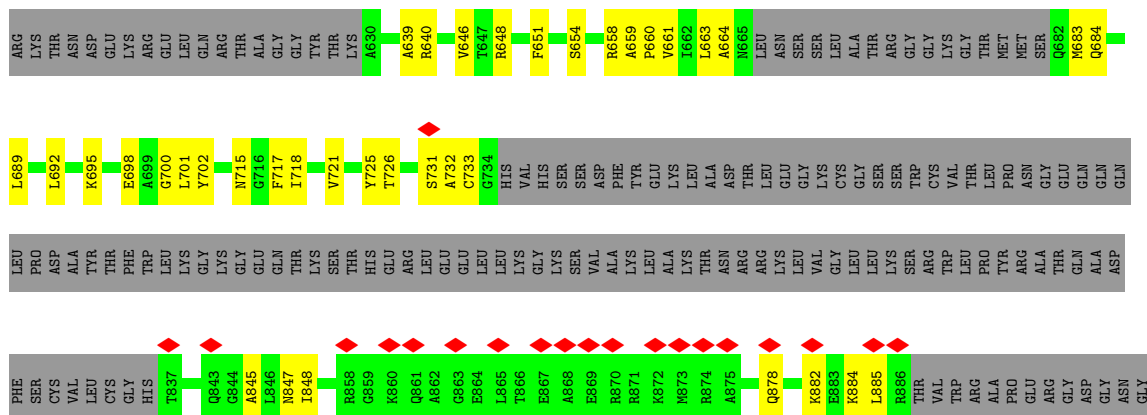 ARG LYS THR ASN ASP GLU LYS ARG GLU LEU GLN ARG THR ALA GLY GLY TYR THR LYS A630 A639 R640 V646 T647 R648 F651 S654 R658 A659 P660 V661 I662 L663 A664 N665 LEU ASN SER SER LEU ALA THR ARG GLY GLY LYS GLY THR MET MET SER Q682 M683 Q684
L689 L692 K695 E698 A699 G700 L701 Y702 N715 G716 F717 I718 V721 Y725 T726 S731 A732 C733 G734 HIS VAL HIS SER SER ASP PHE TYR GLU LYS LEU ALA ASP THR LEU GLU GLY LYS CYS GLY SER SER TRP CYS VAL THR LEU PRO ASN GLY GLU GLN GLN GLN
LEU PRO ASP ALA TYR THR PHE TRP LEU LYS GLY LYS GLY GLU GLN THR LYS SER THR HIS GLU ARG LEU GLU GLU LEU LEU LYS GLY LYS SER VAL ALA LYS LEU ALA LYS THR ASN ARG ARG LYS LEU VAL GLY LEU LEU LYS SER ARG TRP LEU PRO TYR ARG ALA THR GLN ALA ASP
PHE SER CYS VAL LEU CYS GLY HIS T837 Q843 G844 A845 L846 N847 I848 R858 G859 K860 Q861 A862 G863 E864 L865 T866 E867 A868 E869 R870 R871 K872 M873 R874 A875 Q878 K882 E883 K884 L885 R886 THR VAL TRP ARG ALA PRO GLU ARG GLY ASP GLY ASN GLY